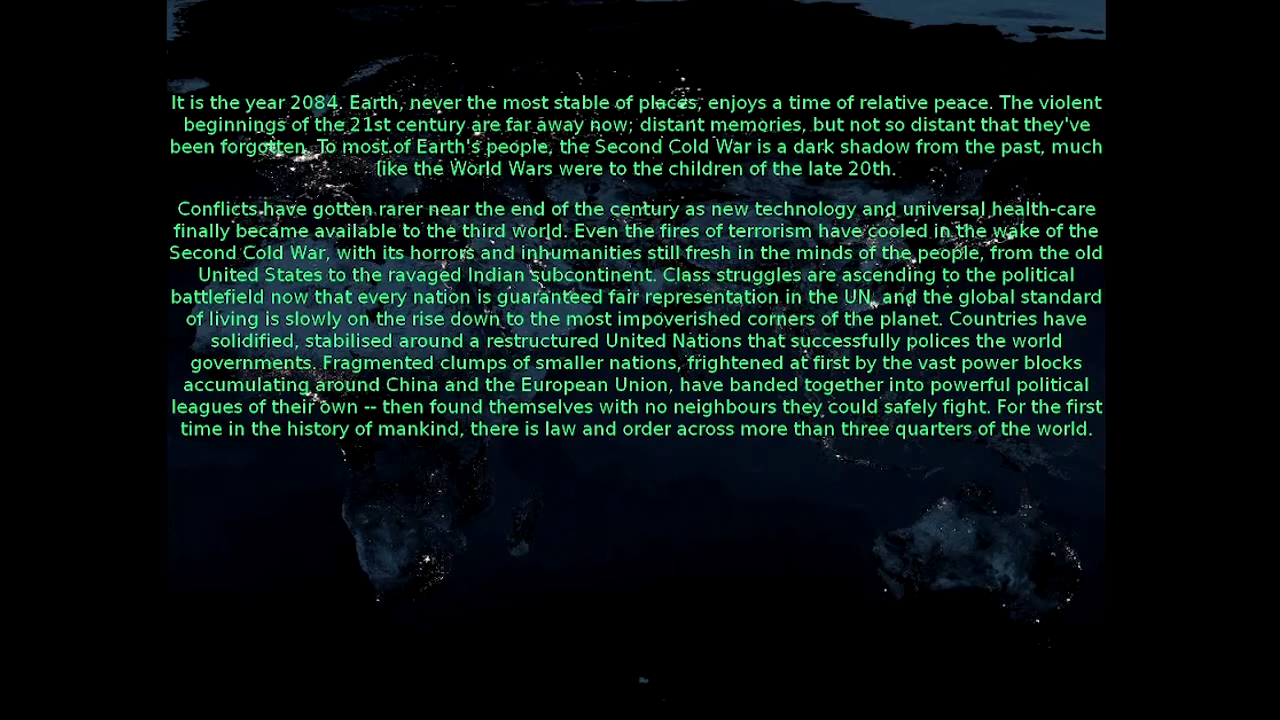 It is the year 2084. Earth, never the most stable of places, enjoys a time of relative peace. The violent
beginnings of the 21st century are far away now; distant memories, but not so distant that they've
been forgotten. To most of Earth's people, the Second Cold War is a dark shadow from the past, much
like the World Wars were to the children of the late 20th.
Conflicts have gotten rarer near the end of the century as new technology and universal health-care
finally became available to the third world. Even the fires of terrorism have cooled in the wake of the
Second Cold War, with its horrors and inhumanities still fresh in the minds of the people, from the old
United States to the ravaged Indian subcontinent. Class struggles are ascending to the political
battlefield now that every nation is guaranteed fair representation in the UN, and the global standard
of living is slowly on the rise down to the most impoverished corners of the planet. Countries have
solidified, stabilised around a restructured United Nations that successfully polices the world
governments. Fragmented clumps of smaller nations, frightened at first by the vast power blocks
accumulating around China and the European Union, have banded together into powerful political
leagues of their own -- then found themselves with no neighbours they could safely fight. For the first
time in the history of mankind, there is law and order across more than three quarters of the world.